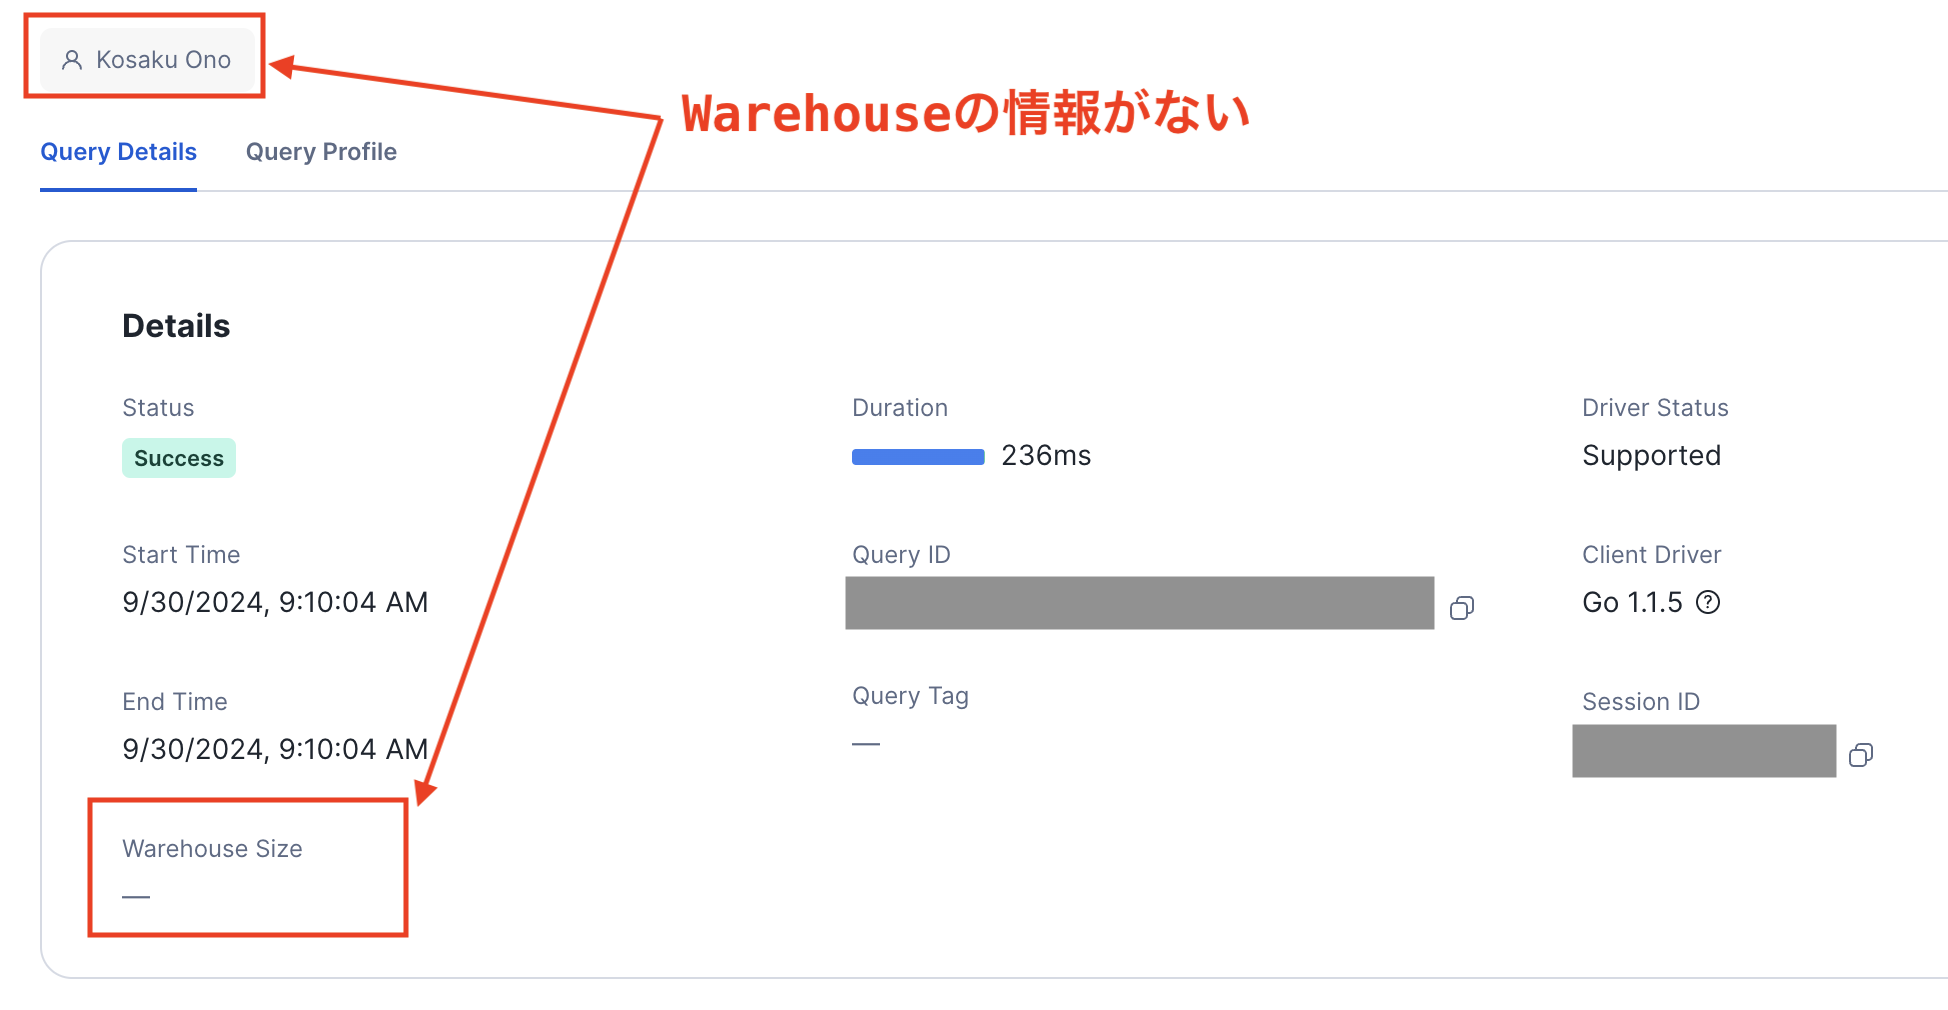 Kosaku Ono
Warehouseの情報がない
Query Details
Query Profile
Details
Status
Success
Duration
236ms
Driver Status
Supported
Start Time
9/30/2024, 9:10:04 AM
Query ID
Client Driver
Go 1.1.5
End Time
9/30/2024, 9:10:04 AM
Query Tag
—
Session ID
Warehouse Size
—